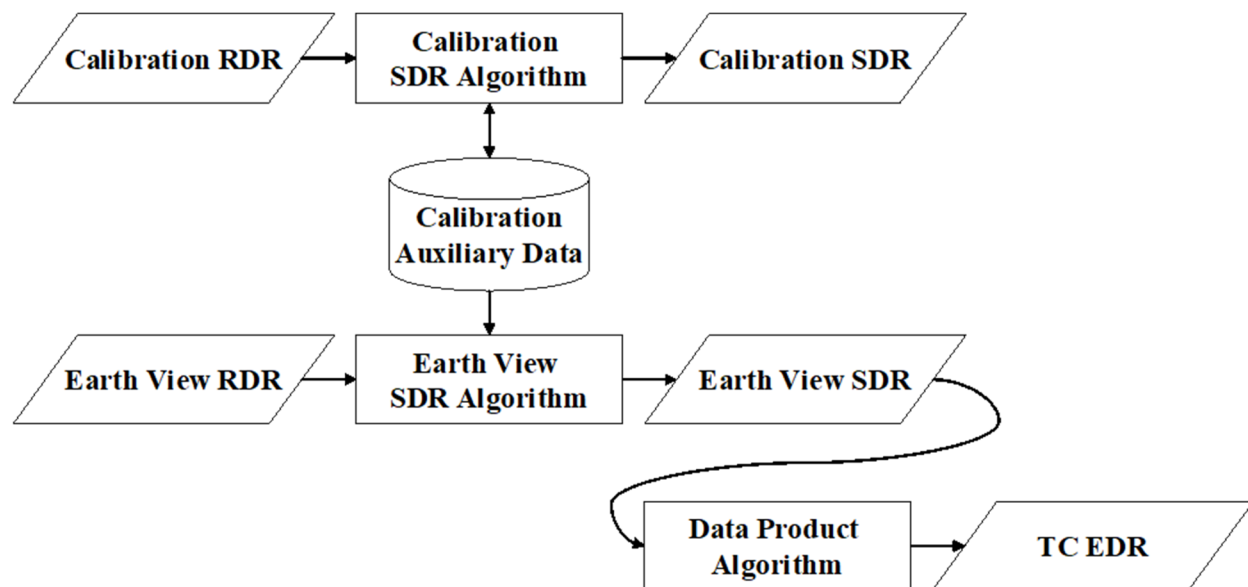 Calibration RDR
Calibration
SDR Algorithm
Calibration SDR
Calibration
Auxiliary Data
Earth View RDR
Earth View
SDR Algorithm
Earth View SDR
Data Product
Algorithm
TC EDR